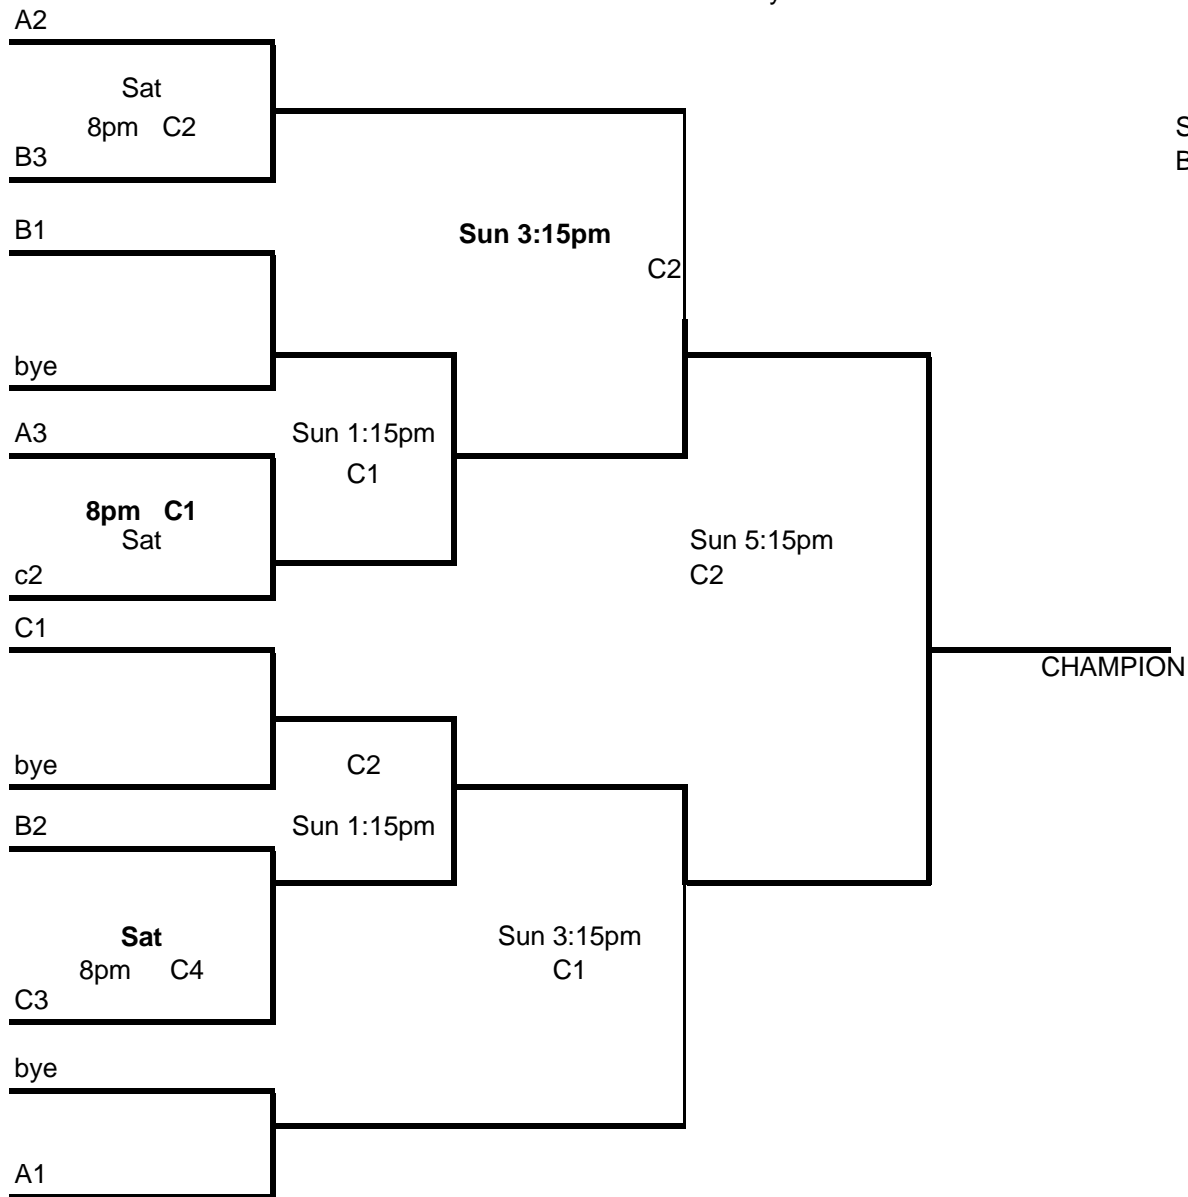 A2
Sat
8pm C2
B3
B1
Sun 3:15pm
C2
bye
A3
Sun 1:15pm
C1
8pm C1
Sat
Sun 5:15pm
c2
C2
C1
CHAMPION
bye
C2
B2
Sun 1:15pm
Sat
Sun 3:15pm
8pm C4
C1
C3
bye
A1